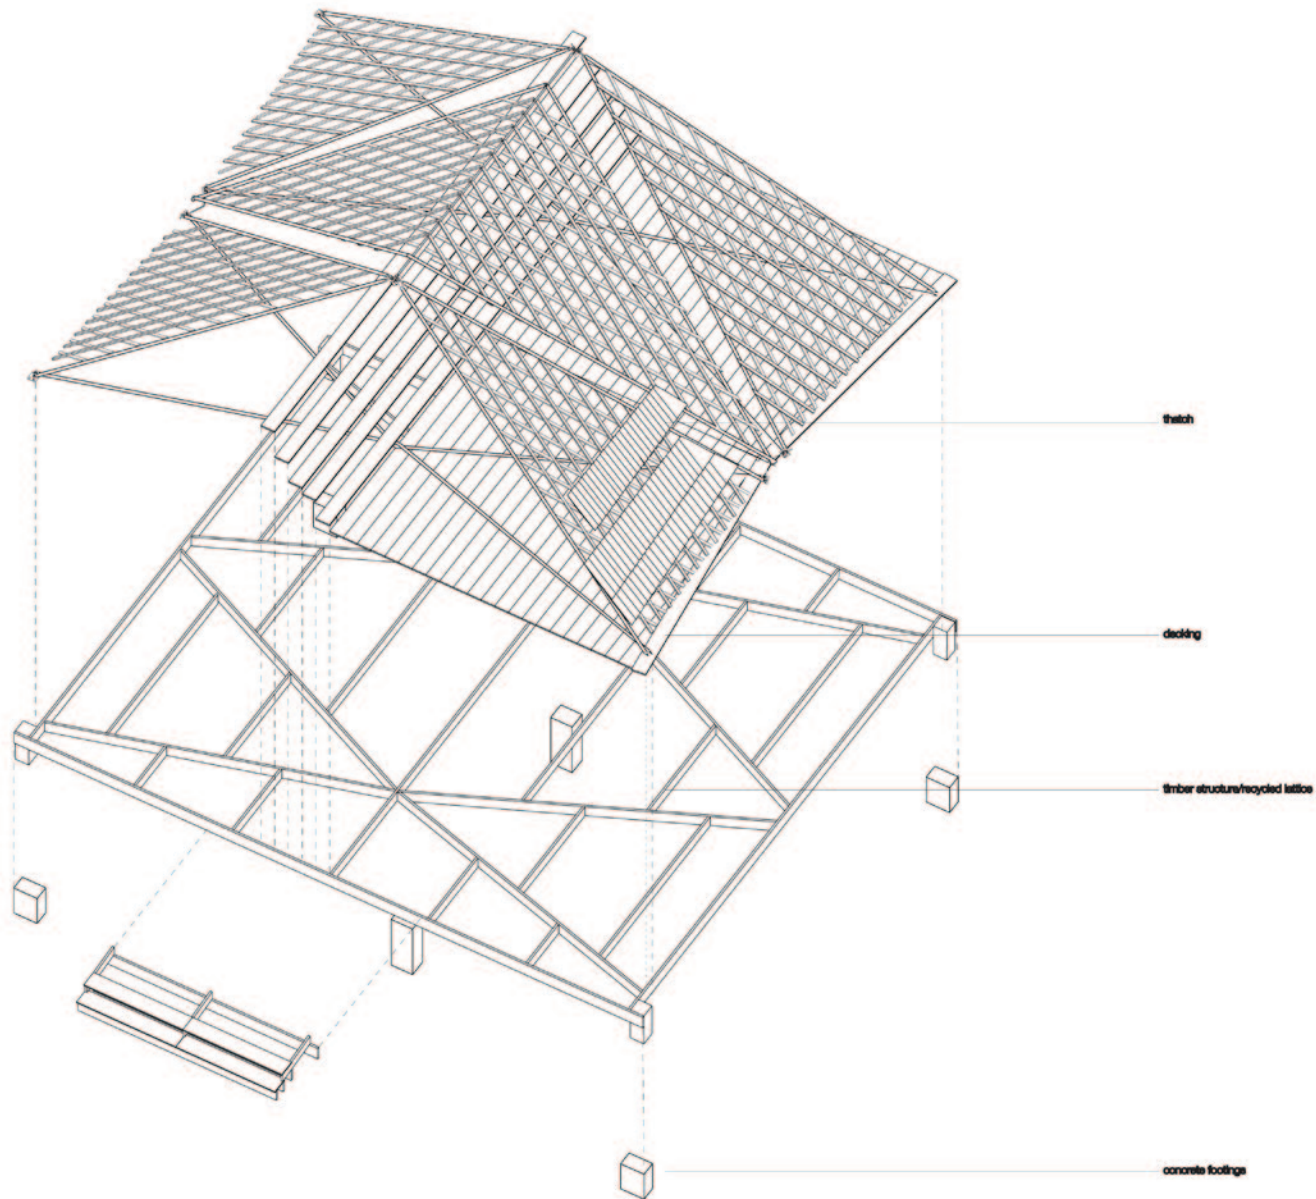 thatch
decking
timber structure/recycled lattice
concrete footings